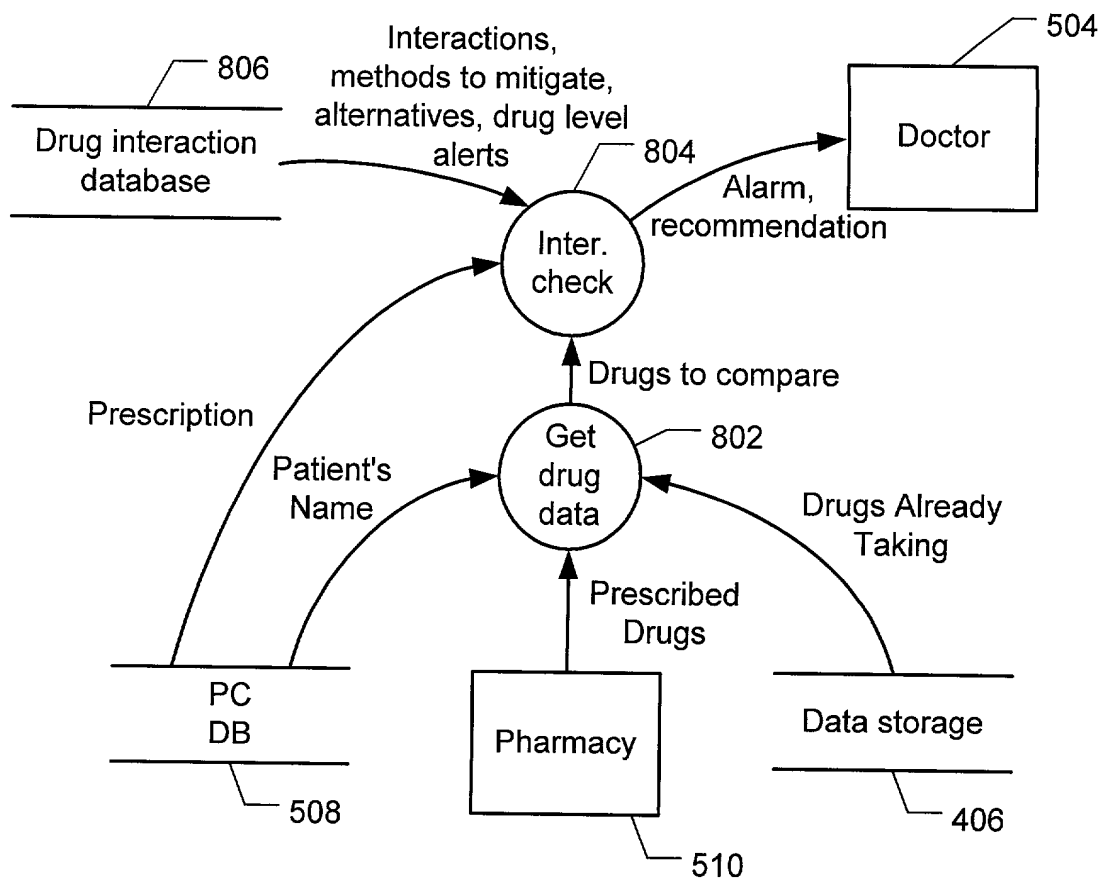 504
Interactions,
methods to mitigate,
alternatives, drug level
alerts
806
Drug interaction
database
804
Doctor
Alarm,
recommendation
Inter.
check
Drugs to compare
Prescription
802
Get
drug
data
Patient's
Name
Drugs Already
Taking
Prescribed
Drugs
PC
DB
Pharmacy
Data storage
508
406
510